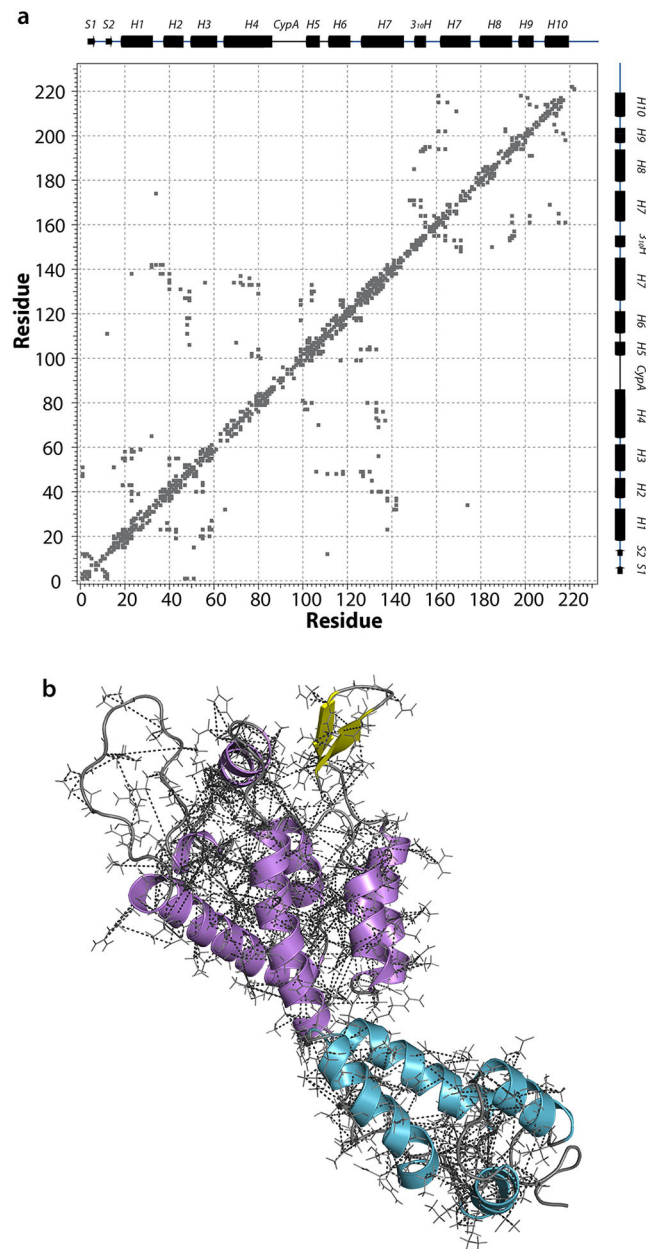 a
S1 S2 H1 H2 H3 H4 CypA H5 H6 H7 3₁₀H H7 H8 H9 H10
220
200
180
160
140
120
100
80
60
40
20
0
Residue
0 20 40 60 80 100 120 140 160 180 200 220
Residue
H10
H9
H8
H7
3₁₀H
H7
H6
H5
CypA
H4
H3
H2
H1
S2
S1
b